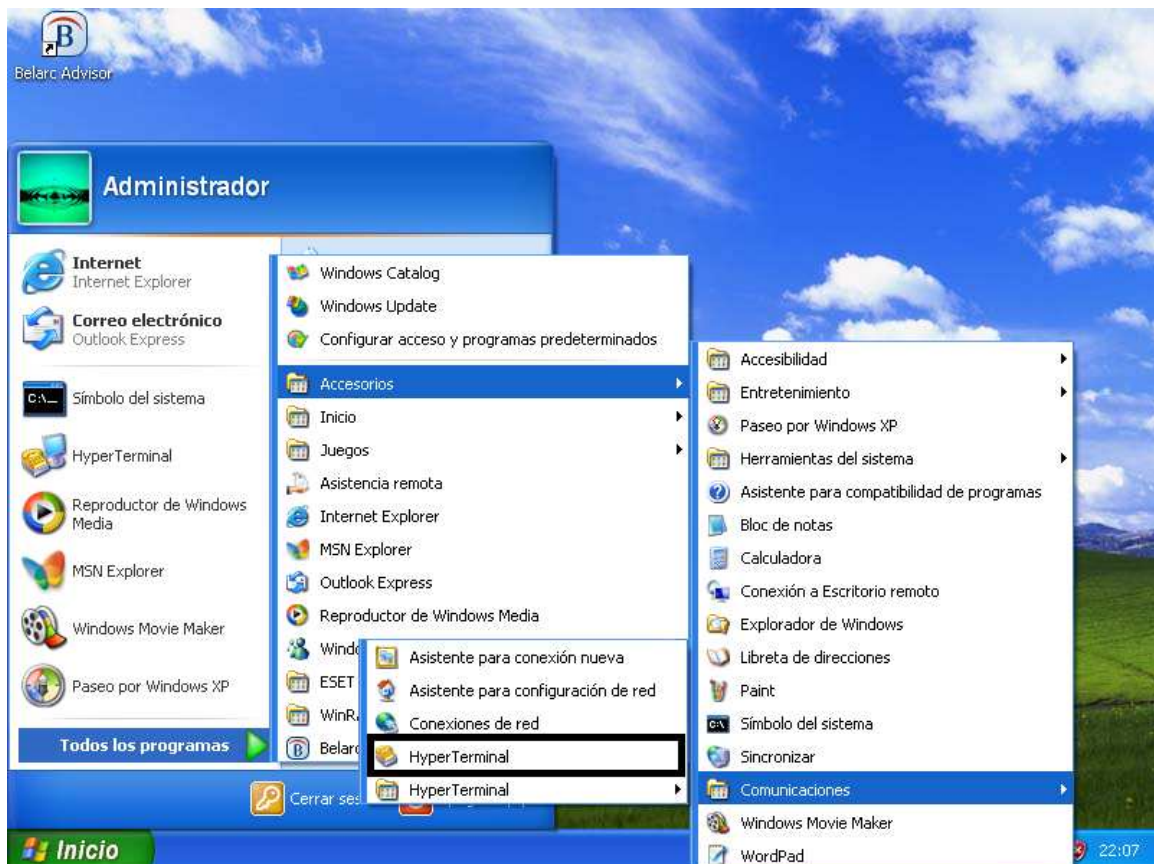 Belarc Advisor
Administrador
Internet
Internet Explorer
Correo electrónico
Outlook Express
Símbolo del sistema
HyperTerminal
Reproductor de Windows
Media
MSN Explorer
Windows Movie Maker
Paseo por Windows XP
Todos los programas
Windows Catalog
Windows Update
Configurar acceso y programas predeterminados
Accesorios
Inicio
Juegos
Asistencia remota
Internet Explorer
MSN Explorer
Outlook Express
Reproductor de Windows Media
ESET
Asistente para conexión nueva
Asistente para configuración de red
Conexiones de red
HyperTerminal
HyperTerminal
Accesibilidad
Entretenimiento
Paseo por Windows XP
Herramientas del sistema
Asistente para compatibilidad de programas
Bloc de notas
Calculadora
Conexión a Escritorio remoto
Explorador de Windows
Libreta de direcciones
Paint
Símbolo del sistema
Sincronizar
Comunicaciones
Windows Movie Maker
WordPad
Cerrar
Inicio
22:07